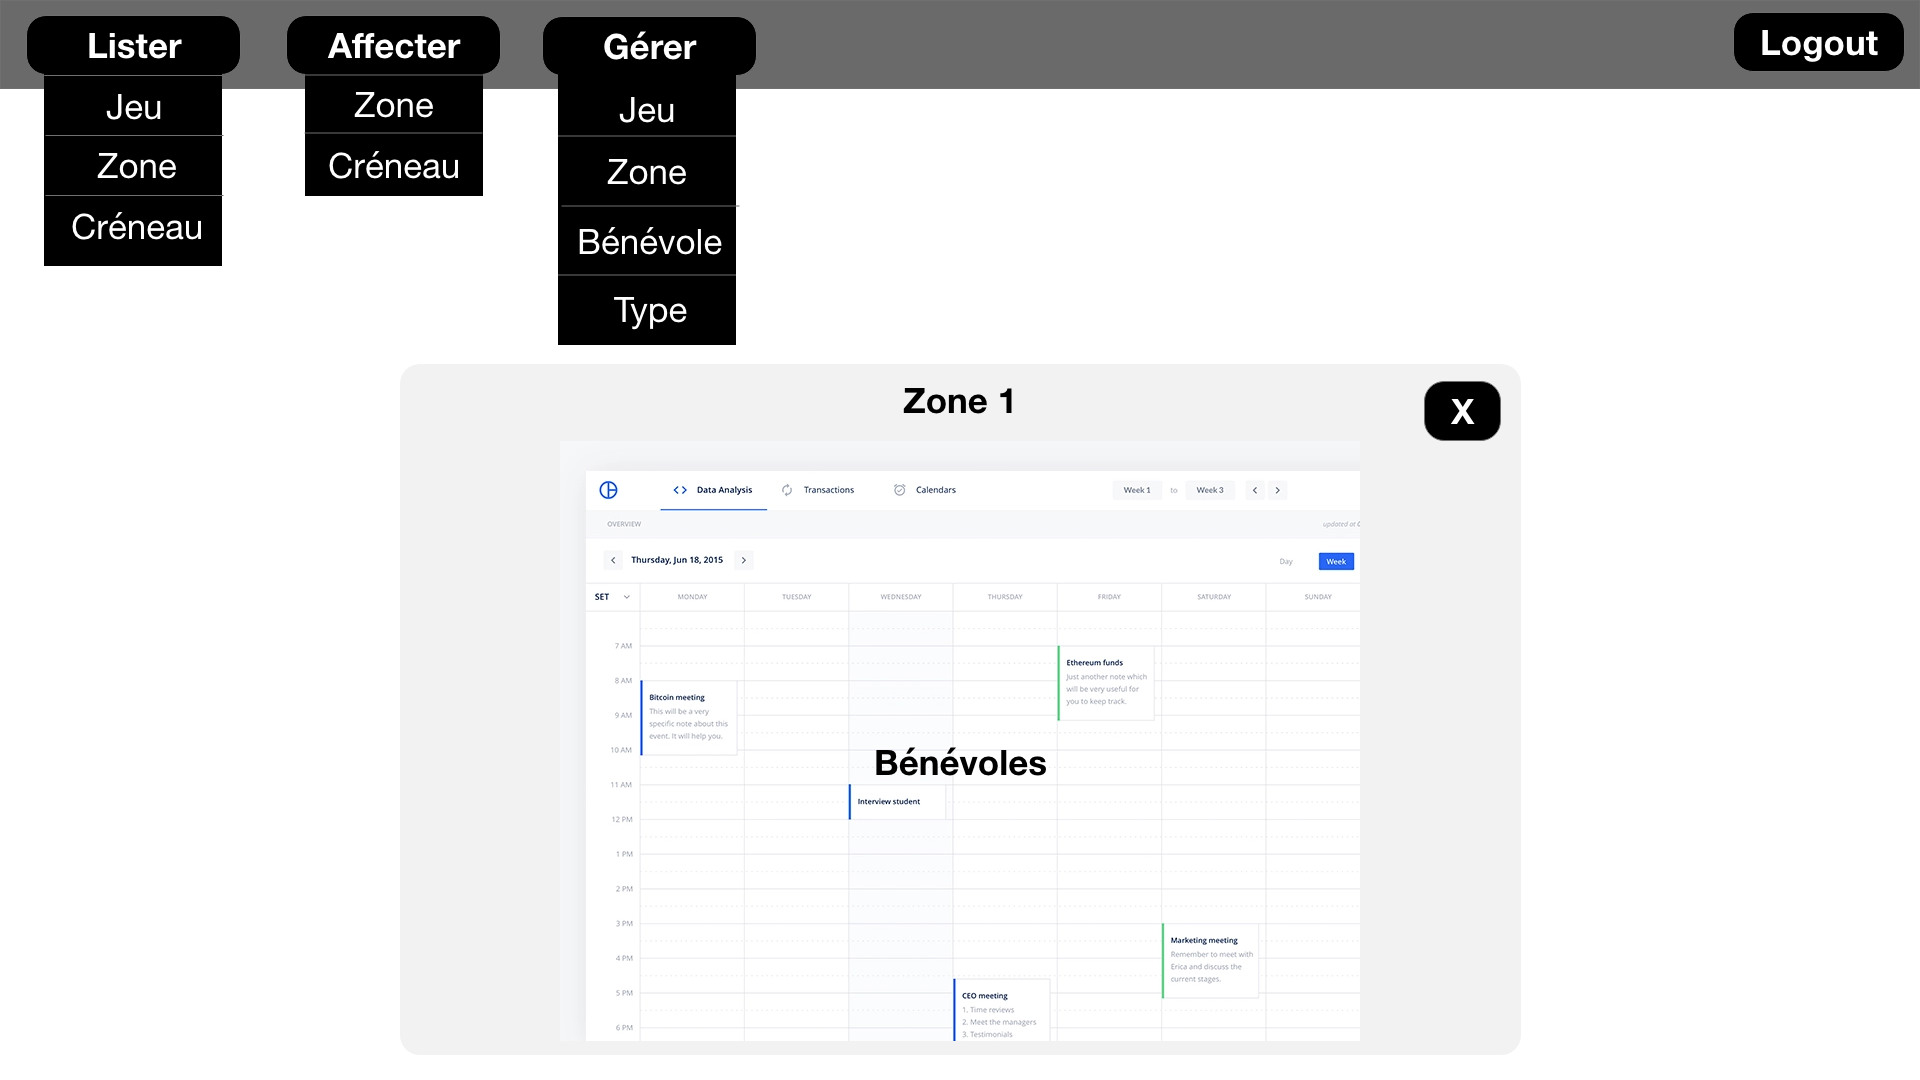 Lister
Affecter
Gérer
Logout
Jeu
Zone
Créneau
Zone
Créneau
Jeu
Zone
Bénévole
Type
Zone 1
X
Data Analysis
Transactions
Calendars
Week 1 to Week 3
OVERVIEW
updated at
Thursday, Jun 18, 2015
Day
Week
SET
MONDAY
TUESDAY
WEDNESDAY
THURSDAY
FRIDAY
SATURDAY
SUNDAY
7 AM
8 AM
9 AM
10 AM
11 AM
12 PM
1 PM
2 PM
3 PM
4 PM
5 PM
6 PM
Ethereum funds
Just another note which
will be very useful for
you to keep track.
Bitcoin meeting
This will be a very
specific note about this
event. It will help you.
Bénévoles
Interview student
Marketing meeting
Remember to meet with
Erica and discuss the
current stages.
CEO meeting
1. Time reviews
2. Meet the managers
3. Testimonials